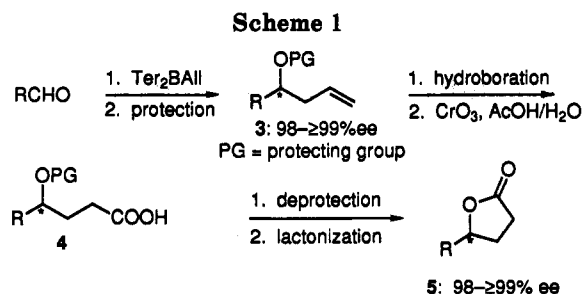 Scheme 1
RCHO
1. Ter₂BAll
2. protection
OPG
R
*
3: 98–≥99%ee
PG = protecting group
1. hydroboration
2. CrO₃, AcOH/H₂O
OPG
R
*
COOH
4
1. deprotection
2. lactonization
O
O
R
*
5: 98–≥99% ee